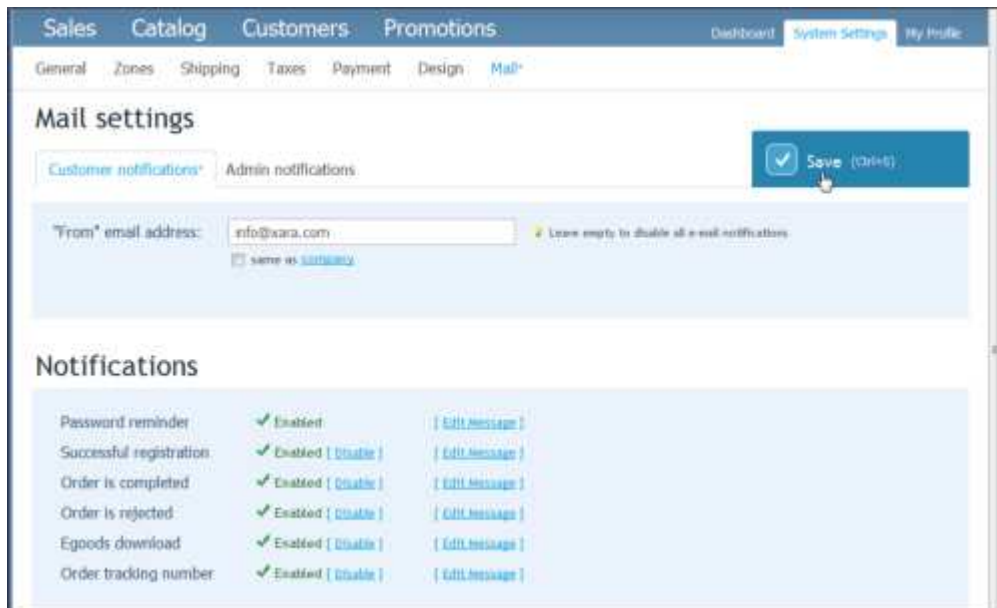 Sales Catalog Customers Promotions Dashboard System Settings My Profile
General Zones Shipping Taxes Payment Design Mail*
Mail settings
Save (Ctrl+S)
Customer notifications* Admin notifications
"From" email address: info@xara.com Leave empty to disable all e-mail notifications
same as company
Notifications
Password reminder Enabled [ Edit Message ]
Successful registration Enabled [ Disable ] [ Edit Message ]
Order is completed Enabled [ Disable ] [ Edit Message ]
Order is rejected Enabled [ Disable ] [ Edit Message ]
Egoods download Enabled [ Disable ] [ Edit Message ]
Order tracking number Enabled [ Disable ] [ Edit Message ]